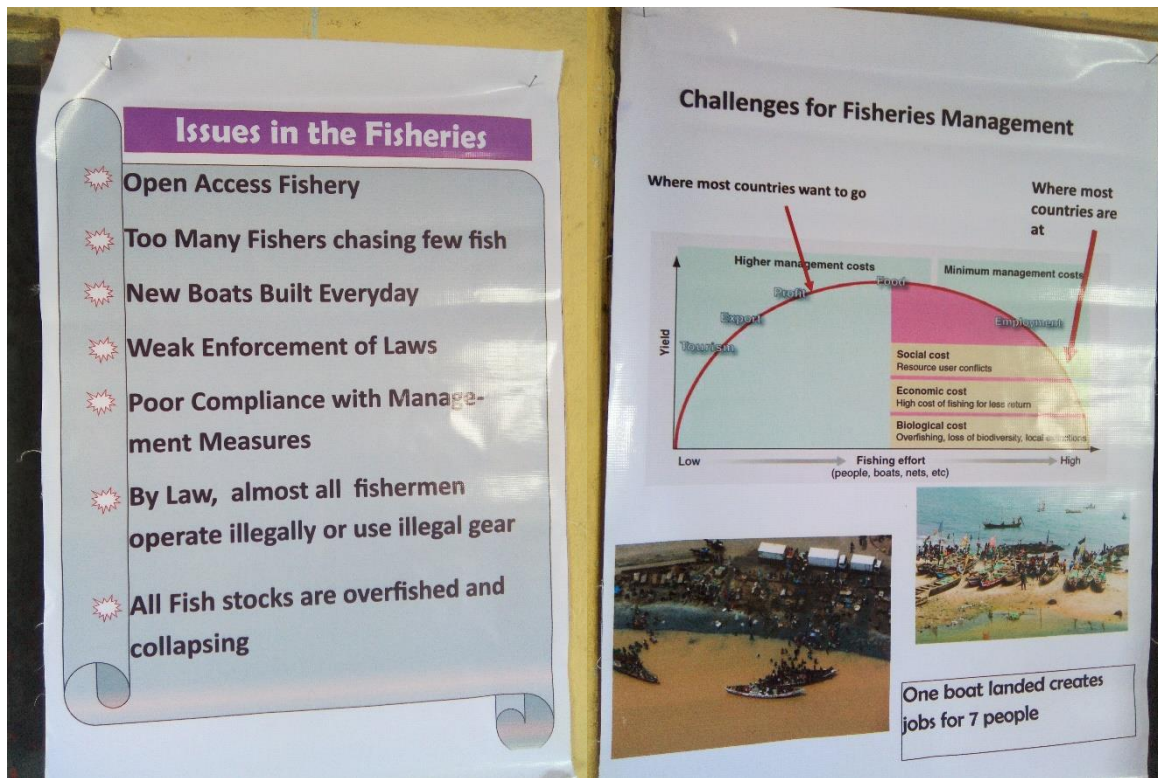 Issues in the Fisheries
Open Access Fishery
Too Many Fishers chasing few fish
New Boats Built Everyday
Weak Enforcement of Laws
Poor Compliance with Manage-
ment Measures
By Law, almost all fishermen
operate illegally or use illegal gear
All Fish stocks are overfished and
collapsing
Challenges for Fisheries Management
Where most countries want to go
Where most
countries are
at
Higher management costs
Minimum management costs
Food
Profit
Export
Employment
Tourism
Yield
Social cost
Resource user conflicts
Economic cost
High cost of fishing for less return
Biological cost
Overfishing, loss of biodiversity, local
Low
Fishing effort
High
(people, boats, nets, etc)
One boat landed creates
jobs for 7 people